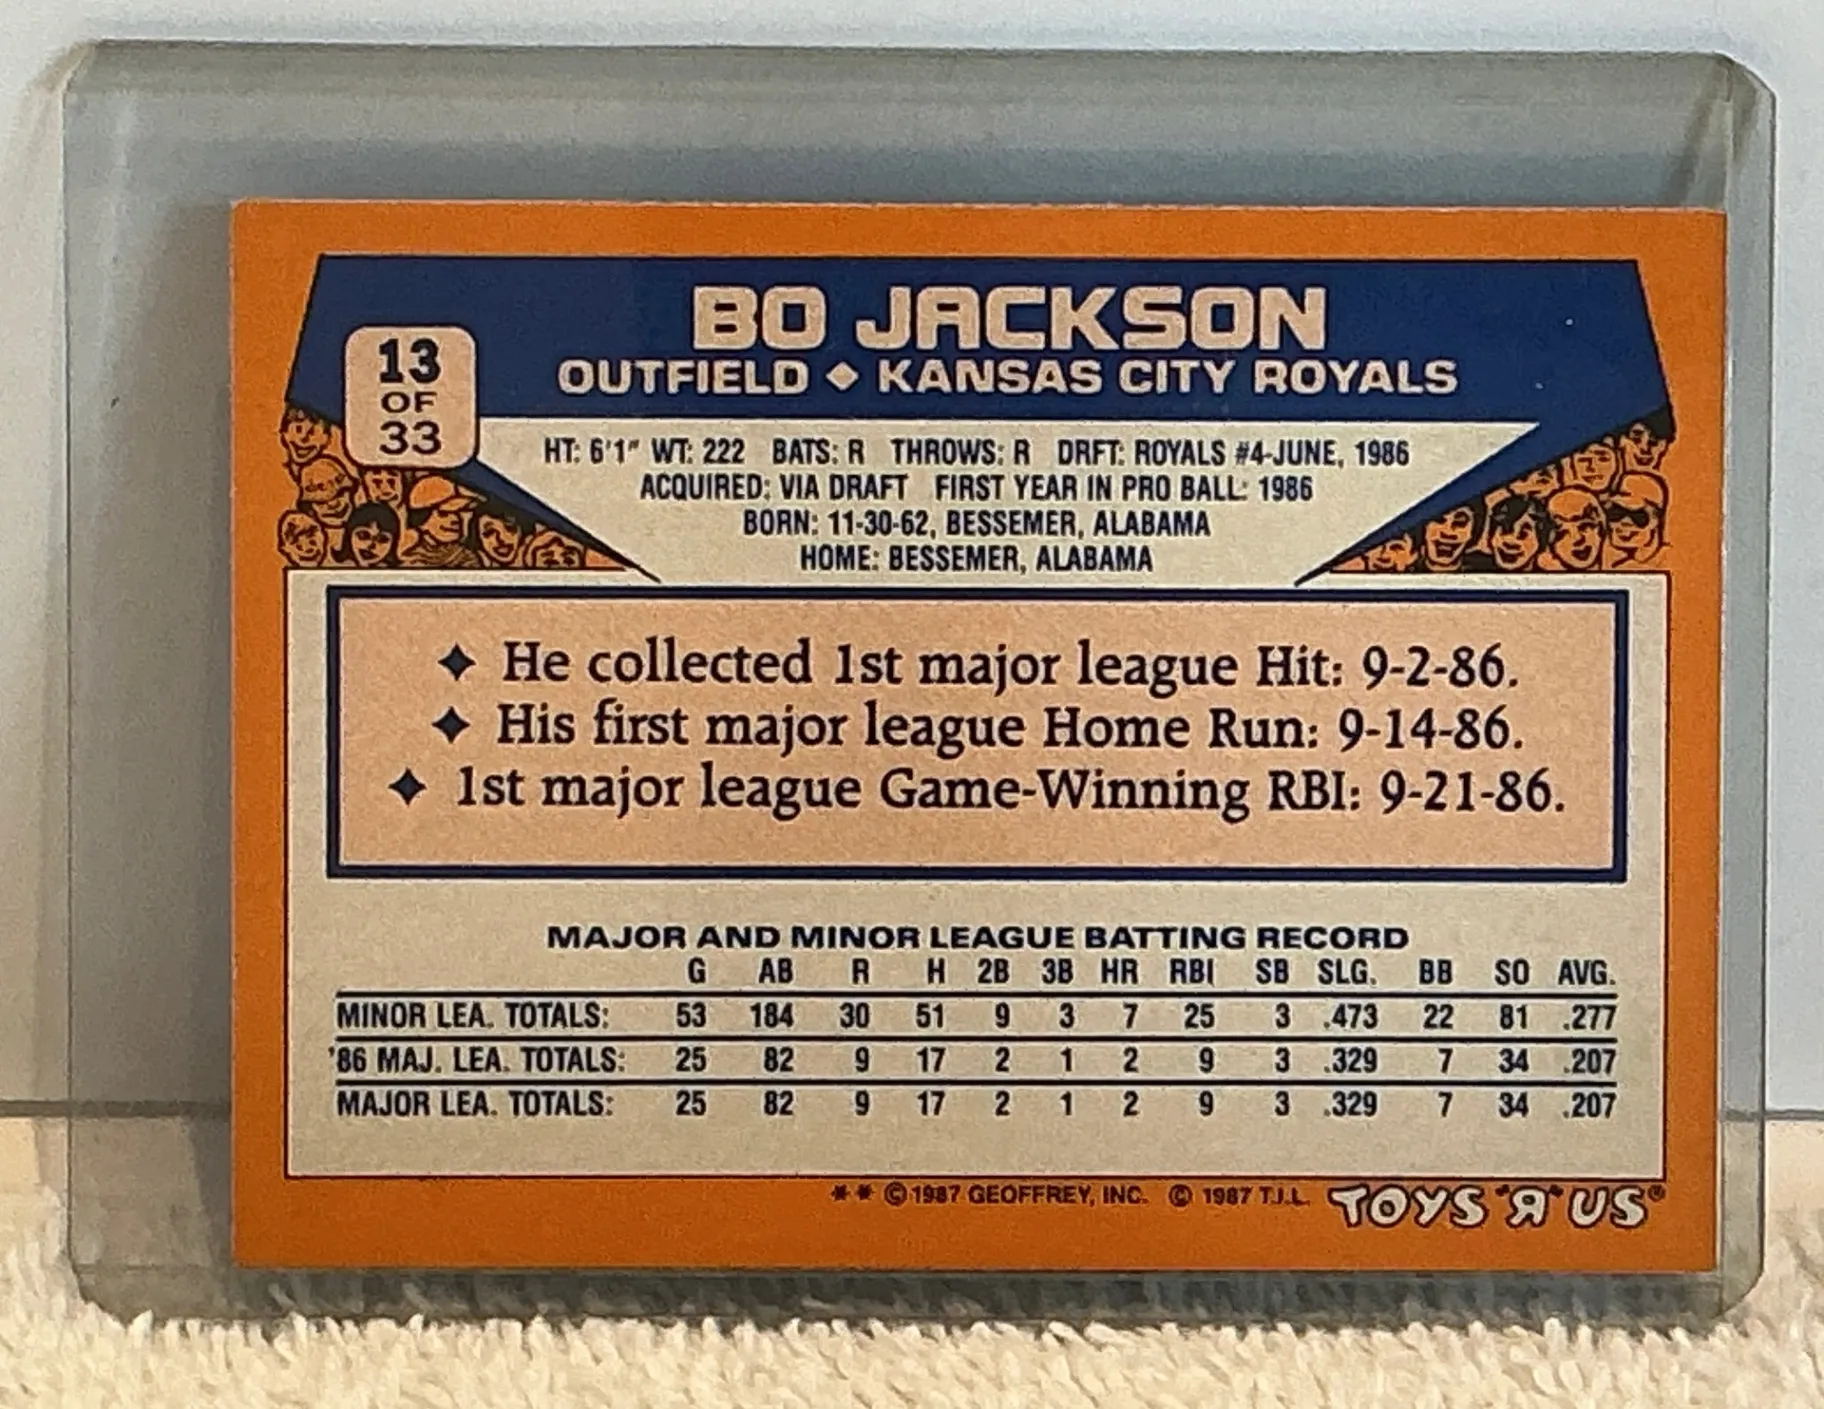 BO JACKSON
OUTFIELD ◆ KANSAS CITY ROYALS
13
OF
33
HT: 6'1" WT: 222 BATS: R THROWS: R DRFT: ROYALS #4-JUNE, 1986
ACQUIRED: VIA DRAFT FIRST YEAR IN PRO BALL: 1986
BORN: 11-30-62, BESSEMER, ALABAMA
HOME: BESSEMER, ALABAMA
✦ He collected 1st major league Hit: 9-2-86.
✦ His first major league Home Run: 9-14-86.
✦ 1st major league Game-Winning RBI: 9-21-86.
MAJOR AND MINOR LEAGUE BATTING RECORD
G AB R H 2B 3B HR RBI SB SLG. BB SO AVG.
MINOR LEA. TOTALS: 53 184 30 51 9 3 7 25 3 .473 22 81 .277
'86 MAJ. LEA. TOTALS: 25 82 9 17 2 1 2 9 3 .329 7 34 .207
MAJOR LEA. TOTALS: 25 82 9 17 2 1 2 9 3 .329 7 34 .207
** © 1987 GEOFFREY, INC. © 1987 T.J.L. TOYS "Я" US®